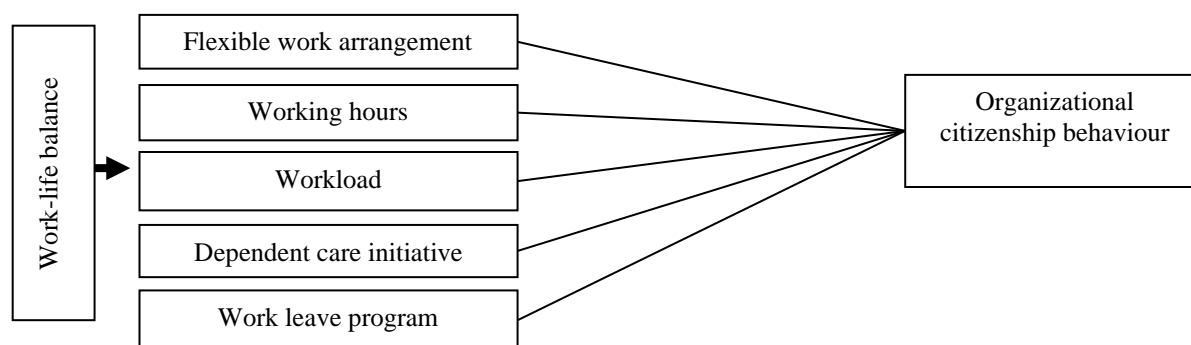 Work-life balance
Flexible work arrangement
Working hours
Workload
Dependent care initiative
Work leave program
Organizational
citizenship behaviour